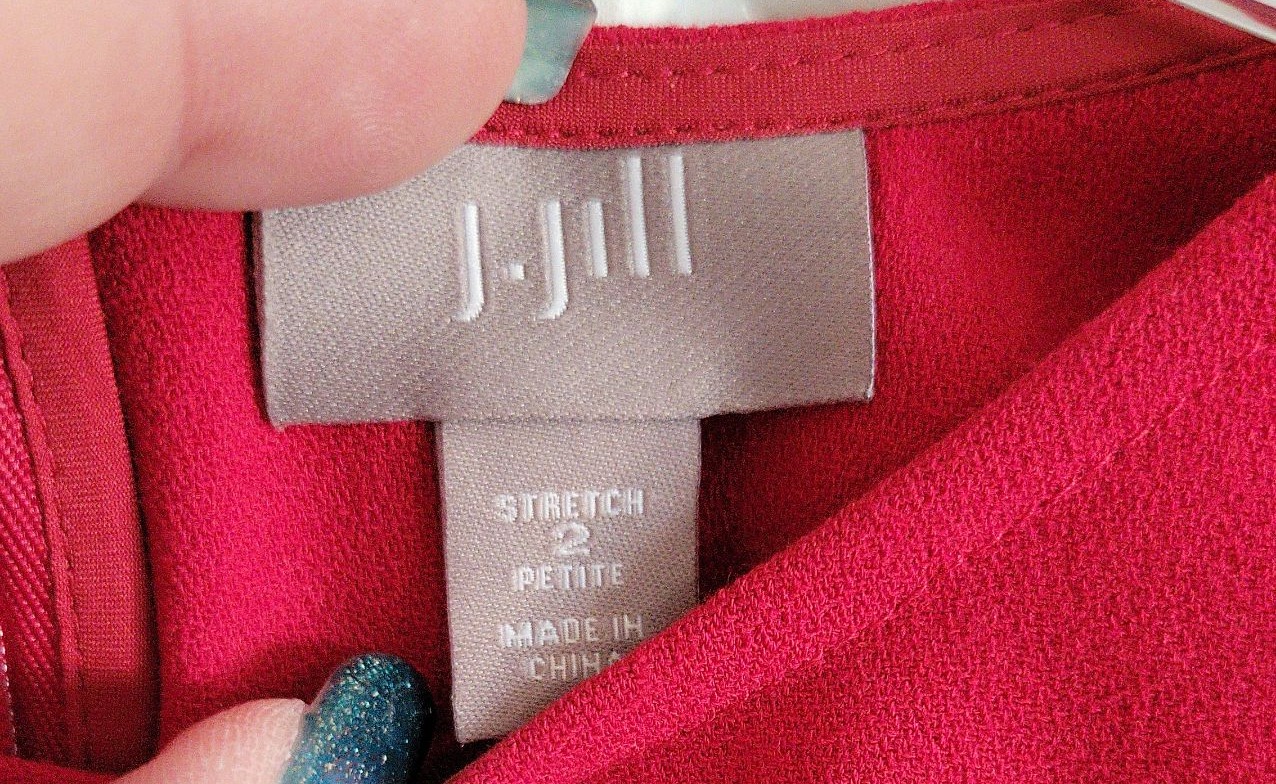 J.Jill
STRETCH
2
PETITE
MADE IN
CHINA